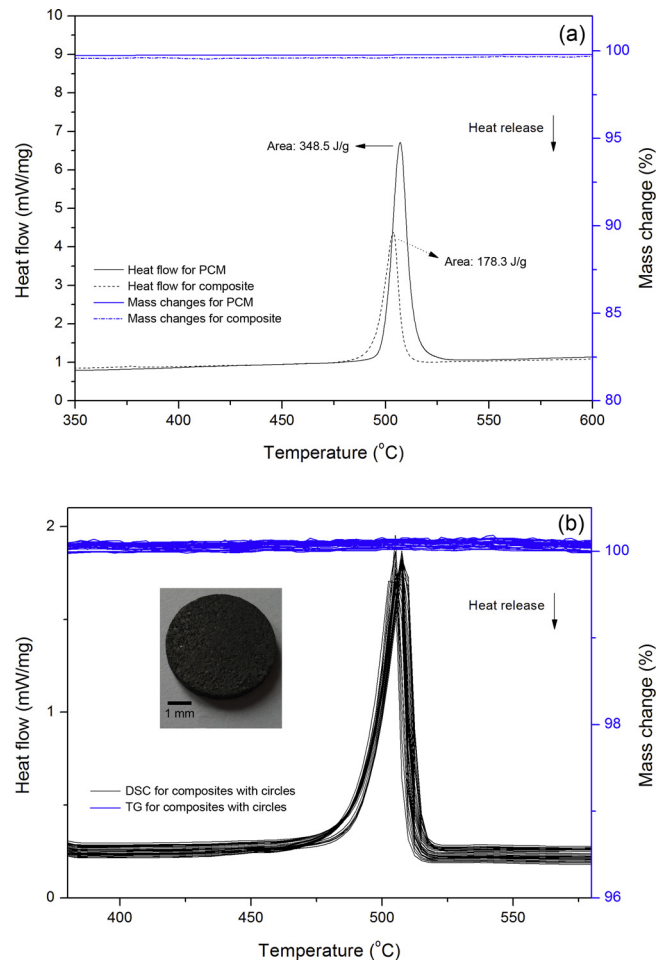 (a)
10
9
8
7
6
5
4
3
2
1
0
Heat flow (mW/mg)
Area: 348.5 J/g
Area: 178.3 J/g
Heat release
Heat flow for PCM
Heat flow for composite
Mass changes for PCM
Mass changes for composite
100
95
90
85
80
Mass change (%)
350 400 450 500 550 600
Temperature (°C)
(b)
2
1
0
Heat flow (mW/mg)
1 mm
Heat release
DSC for composites with circles
TG for composites with circles
100
98
96
Mass change (%)
400 450 500 550
Temperature (°C)